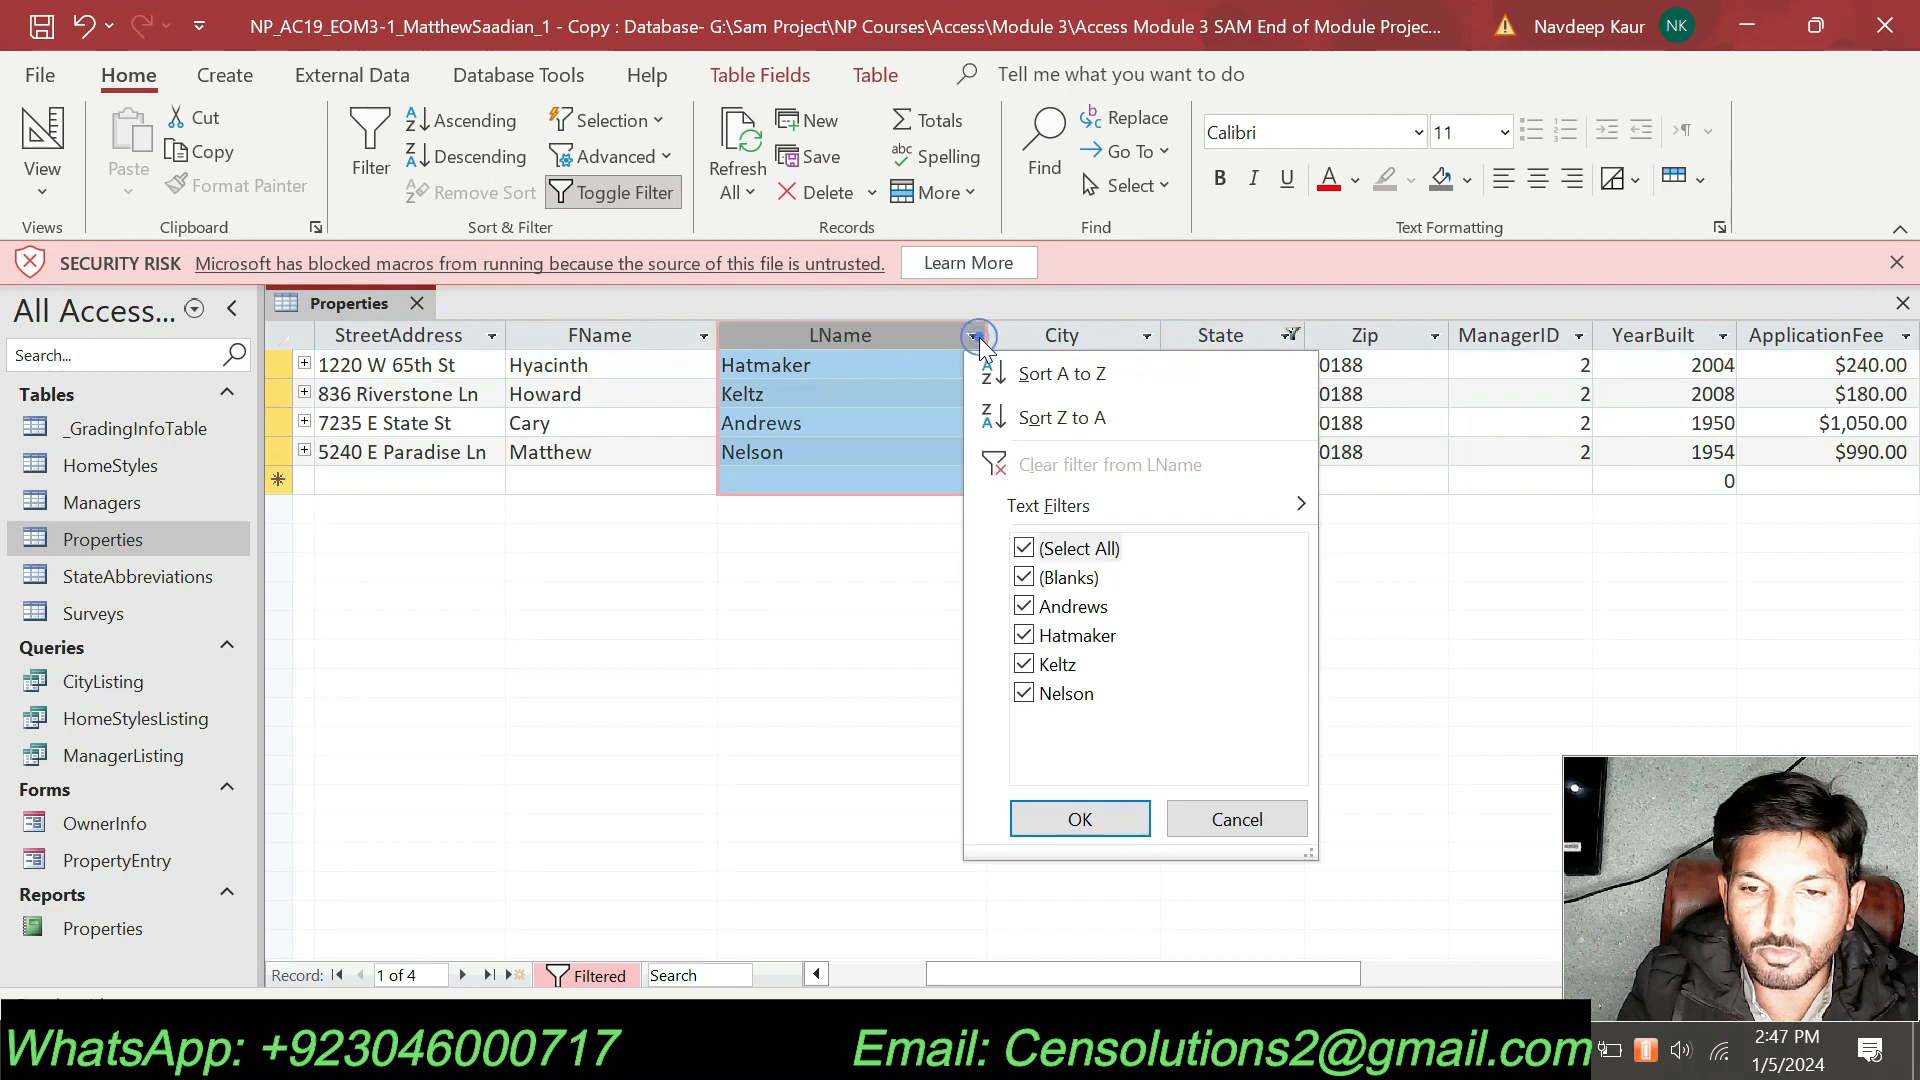 NP_AC19_EOM3-1_MatthewSaadian_1 - Copy : Database- G:\Sam Project\NP Courses\Access\Module 3\Access Module 3 SAM End of Module Projec...
Navdeep Kaur
NK
File
Home
Create
External Data
Database Tools
Help
Table Fields
Table
Tell me what you want to do
View
Views
Paste
Cut
Copy
Format Painter
Clipboard
Filter
Ascending
Descending
Remove Sort
Selection
Advanced
Toggle Filter
Sort & Filter
Refresh All
New
Save
Delete
Totals
Spelling
More
Records
Find
Replace
Go To
Select
Find
Calibri
11
B I U
Text Formatting
SECURITY RISK Microsoft has blocked macros from running because the source of this file is untrusted. Learn More
All Access...
Search...
Tables
_GradingInfoTable
HomeStyles
Managers
Properties
StateAbbreviations
Surveys
Queries
CityListing
HomeStylesListing
ManagerListing
Forms
OwnerInfo
PropertyEntry
Reports
Properties
Properties
StreetAddress FName LName City State Zip ManagerID YearBuilt ApplicationFee
1220 W 65th St Hyacinth Hatmaker 0188 2 2004 $240.00
836 Riverstone Ln Howard Keltz 0188 2 2008 $180.00
7235 E State St Cary Andrews 0188 2 1950 $1,050.00
5240 E Paradise Ln Matthew Nelson 0188 2 1954 $990.00
0
Sort A to Z
Sort Z to A
Clear filter from LName
Text Filters
(Select All)
(Blanks)
Andrews
Hatmaker
Keltz
Nelson
OK Cancel
Record: 1 of 4 Filtered Search
WhatsApp: +923046000717 Email: Censolutions2@gmail.com
2:47 PM
1/5/2024